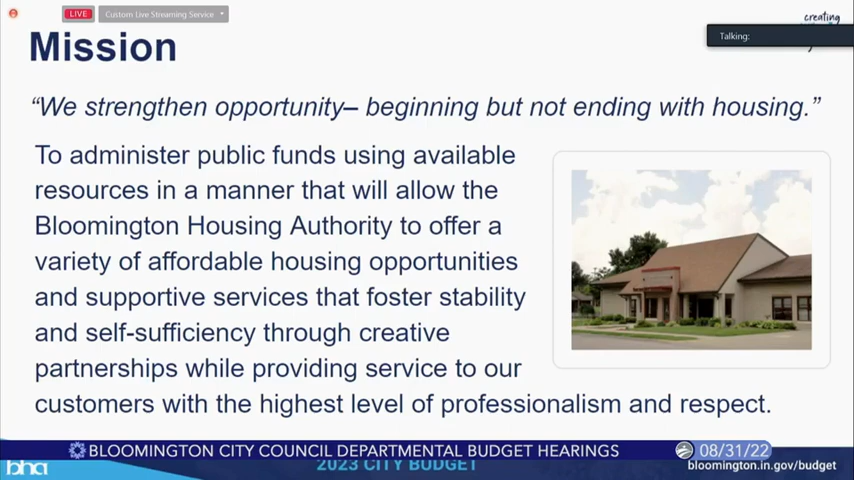 LIVE
Custom Live Streaming Service
creating
Talking:
Mission
“We strengthen opportunity– beginning but not ending with housing.”
To administer public funds using available
resources in a manner that will allow the
Bloomington Housing Authority to offer a
variety of affordable housing opportunities
and supportive services that foster stability
and self-sufficiency through creative
partnerships while providing service to our
customers with the highest level of professionalism and respect.
BLOOMINGTON CITY COUNCIL DEPARTMENTAL BUDGET HEARINGS
08/31/22
bha
2023 CITY BUDGET
bloomington.in.gov/budget